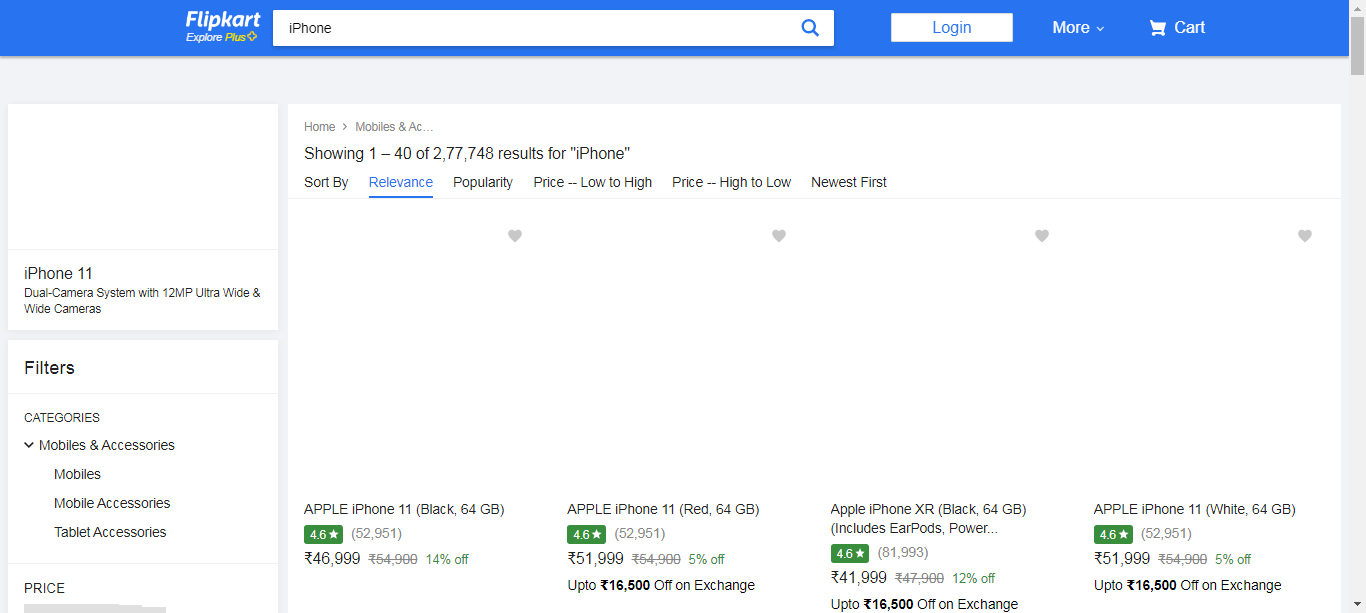 Flipkart
Explore Plus
iPhone
Login
More
Cart
iPhone 11
Dual-Camera System with 12MP Ultra Wide &
Wide Cameras
Filters
CATEGORIES
Mobiles & Accessories
Mobiles
Mobile Accessories
Tablet Accessories
PRICE
Home > Mobiles & Ac...
Showing 1 – 40 of 2,77,748 results for "iPhone"
Sort By Relevance Popularity Price -- Low to High Price -- High to Low Newest First
APPLE iPhone 11 (Black, 64 GB)
4.6★ (52,951)
₹46,999 ₹54,900 14% off
APPLE iPhone 11 (Red, 64 GB)
4.6★ (52,951)
₹51,999 ₹54,900 5% off
Upto ₹16,500 Off on Exchange
Apple iPhone XR (Black, 64 GB)
(Includes EarPods, Power...
4.6★ (81,993)
₹41,999 ₹47,900 12% off
Upto ₹16,500 Off on Exchange
APPLE iPhone 11 (White, 64 GB)
4.6★ (52,951)
₹51,999 ₹54,900 5% off
Upto ₹16,500 Off on Exchange